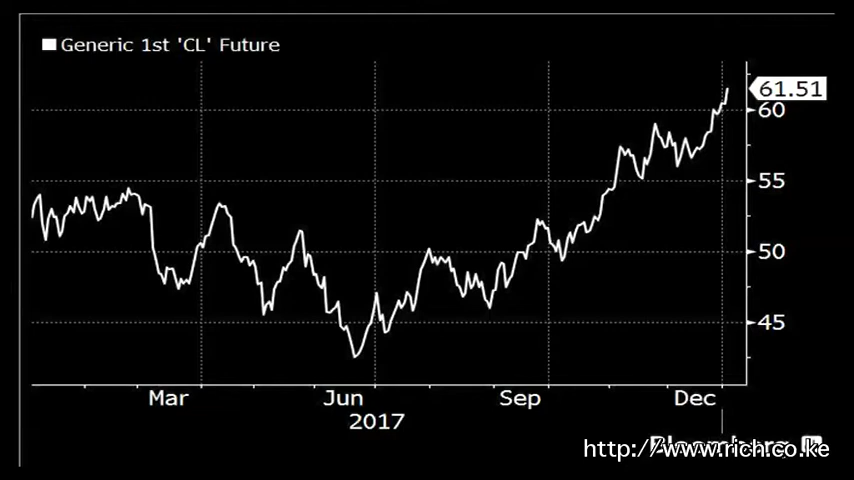 Generic 1st 'CL' Future
61.51
60
55
50
45
Mar Jun Sep Dec
2017
Bloomberg
http://www.rich.co.ke